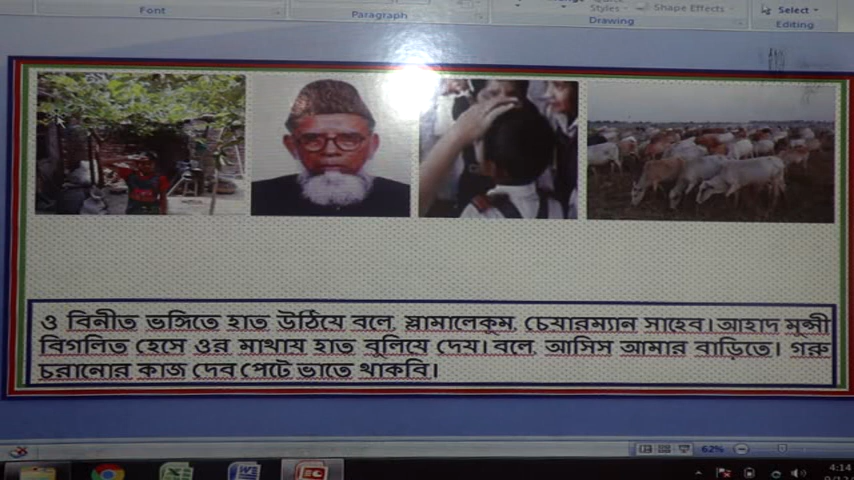 Font
Paragraph
Styles
Shape Effects
Drawing
Select
Editing
ও বিনীত ভঙ্গিতে হাত উঠিযে বলে, স্লামালেকুম, চেযারম্যান সাহেব। আহাদ মুন্সী
বিগলিত হেসে ওর মাথায হাত বুলিযে দেয। বলে, আসিস আমার বাড়িতে। গরু
চরানোর কাজ দেব পেটে ভাতে থাকবি।
62%
4:14